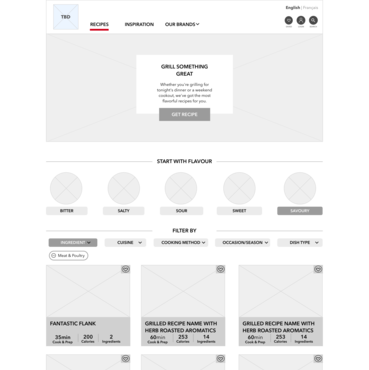 English | Français
TBD
RECIPES INSPIRATION OUR BRANDS
GRILL SOMETHING
GREAT
Whether you're grilling for
tonight's dinner or a weekend
cookout, we've got the most
flavorful recipes for you.
GET RECIPE
START WITH FLAVOUR
BITTER SALTY SOUR SWEET SAVOURY
FILTER BY
INGREDIENT CUISINE COOKING METHOD OCCASION/SEASON DISH TYPE
Meat & Poultry
FANTASTIC FLANK
35min 200 2
Cook & Prep Calories Ingredients
GRILLED RECIPE NAME WITH
HERB ROASTED AROMATICS
60min 253 14
Cook & Prep Calories Ingredients
GRILLED RECIPE NAME WITH
HERB ROASTED AROMATICS
60min 253 14
Cook & Prep Calories Ingredients